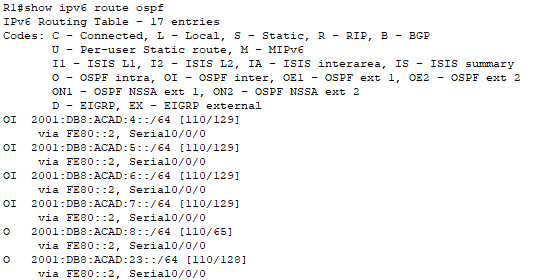 R1#show ipv6 route ospf
IPv6 Routing Table - 17 entries
Codes: C - Connected, L - Local, S - Static, R - RIP, B - BGP
       U - Per-user Static route, M - MIPv6
       I1 - ISIS L1, I2 - ISIS L2, IA - ISIS interarea, IS - ISIS summary
       O - OSPF intra, OI - OSPF inter, OE1 - OSPF ext 1, OE2 - OSPF ext 2
       ON1 - OSPF NSSA ext 1, ON2 - OSPF NSSA ext 2
       D - EIGRP, EX - EIGRP external
OI  2001:DB8:ACAD:4::/64 [110/129]
     via FE80::2, Serial0/0/0
OI  2001:DB8:ACAD:5::/64 [110/129]
     via FE80::2, Serial0/0/0
OI  2001:DB8:ACAD:6::/64 [110/129]
     via FE80::2, Serial0/0/0
OI  2001:DB8:ACAD:7::/64 [110/129]
     via FE80::2, Serial0/0/0
O   2001:DB8:ACAD:8::/64 [110/65]
     via FE80::2, Serial0/0/0
O   2001:DB8:ACAD:23::/64 [110/128]
     via FE80::2, Serial0/0/0